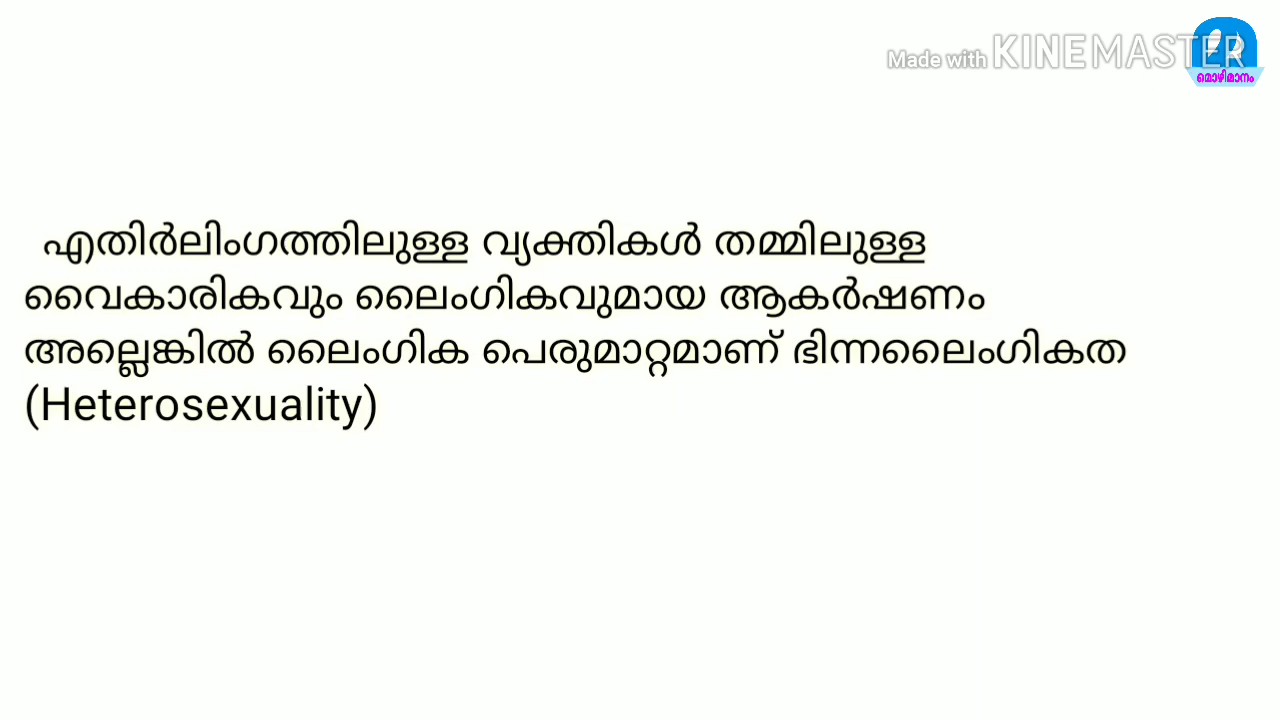 Made with KINEMASTER
മൊഴിമാനം
എതിർലിംഗത്തിലുള്ള വ്യക്തികൾ തമ്മിലുള്ള
വൈകാരികവും ലൈംഗികവുമായ ആകർഷണം
അല്ലെങ്കിൽ ലൈംഗിക പെരുമാറ്റമാണ് ഭിന്നലൈംഗികത
(Heterosexuality)